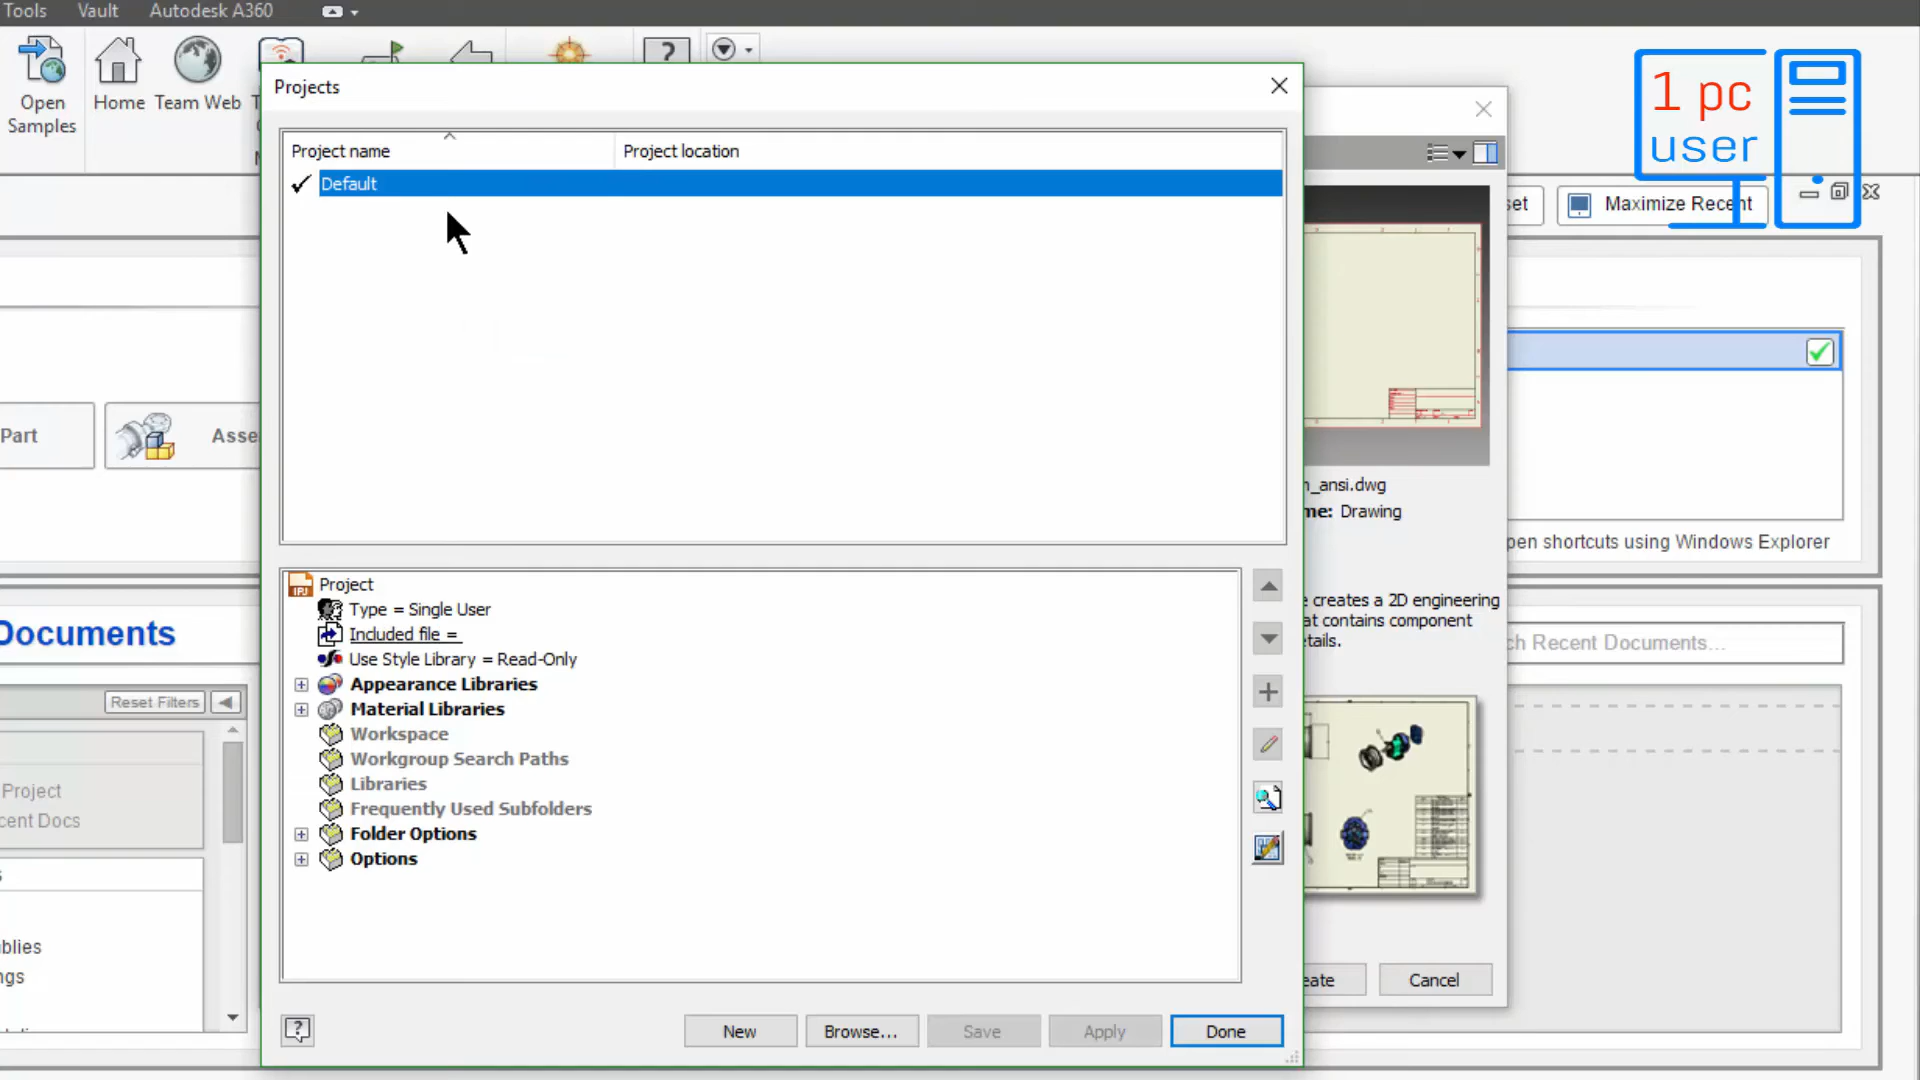 Tools Vault Autodesk A360
Open Samples
Home
Team Web
1 pc
user
Projects
Project name
Project location
Default
set
Maximize Recent
Part
Asse
n_ansi.dwg
me: Drawing
pen shortcuts using Windows Explorer
e creates a 2D engineering
at contains component
tails.
Project
Type = Single User
Included file =
Use Style Library = Read-Only
Appearance Libraries
Material Libraries
Workspace
Workgroup Search Paths
Libraries
Frequently Used Subfolders
Folder Options
Options
Documents
ch Recent Documents...
Reset Filters
Project
cent Docs
blies
ngs
eate
Cancel
New
Browse...
Save
Apply
Done